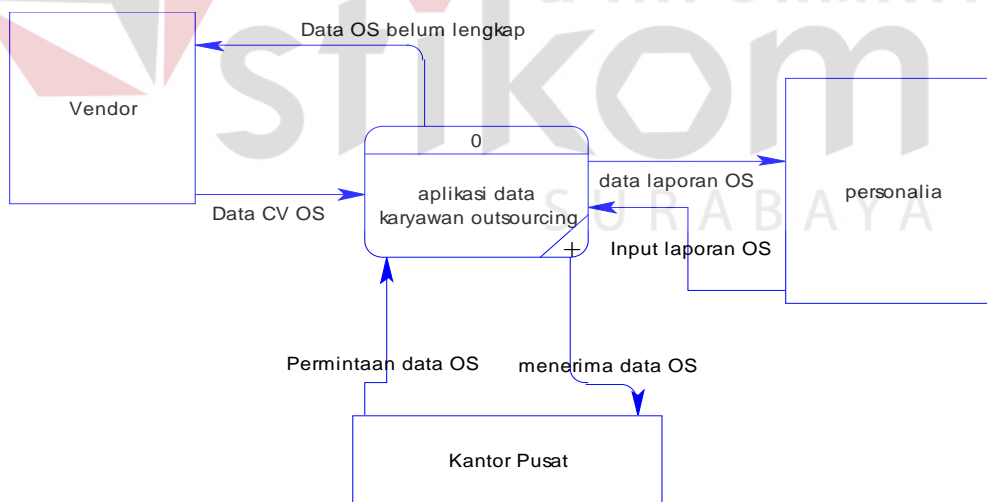 Data OS belum lengkap
stikom
SURABAYA
Vendor
0
aplikasi data
karyawan outsourcing
+
data laporan OS
personalia
Data CV OS
Input laporan OS
Permintaan data OS
menerima data OS
Kantor Pusat